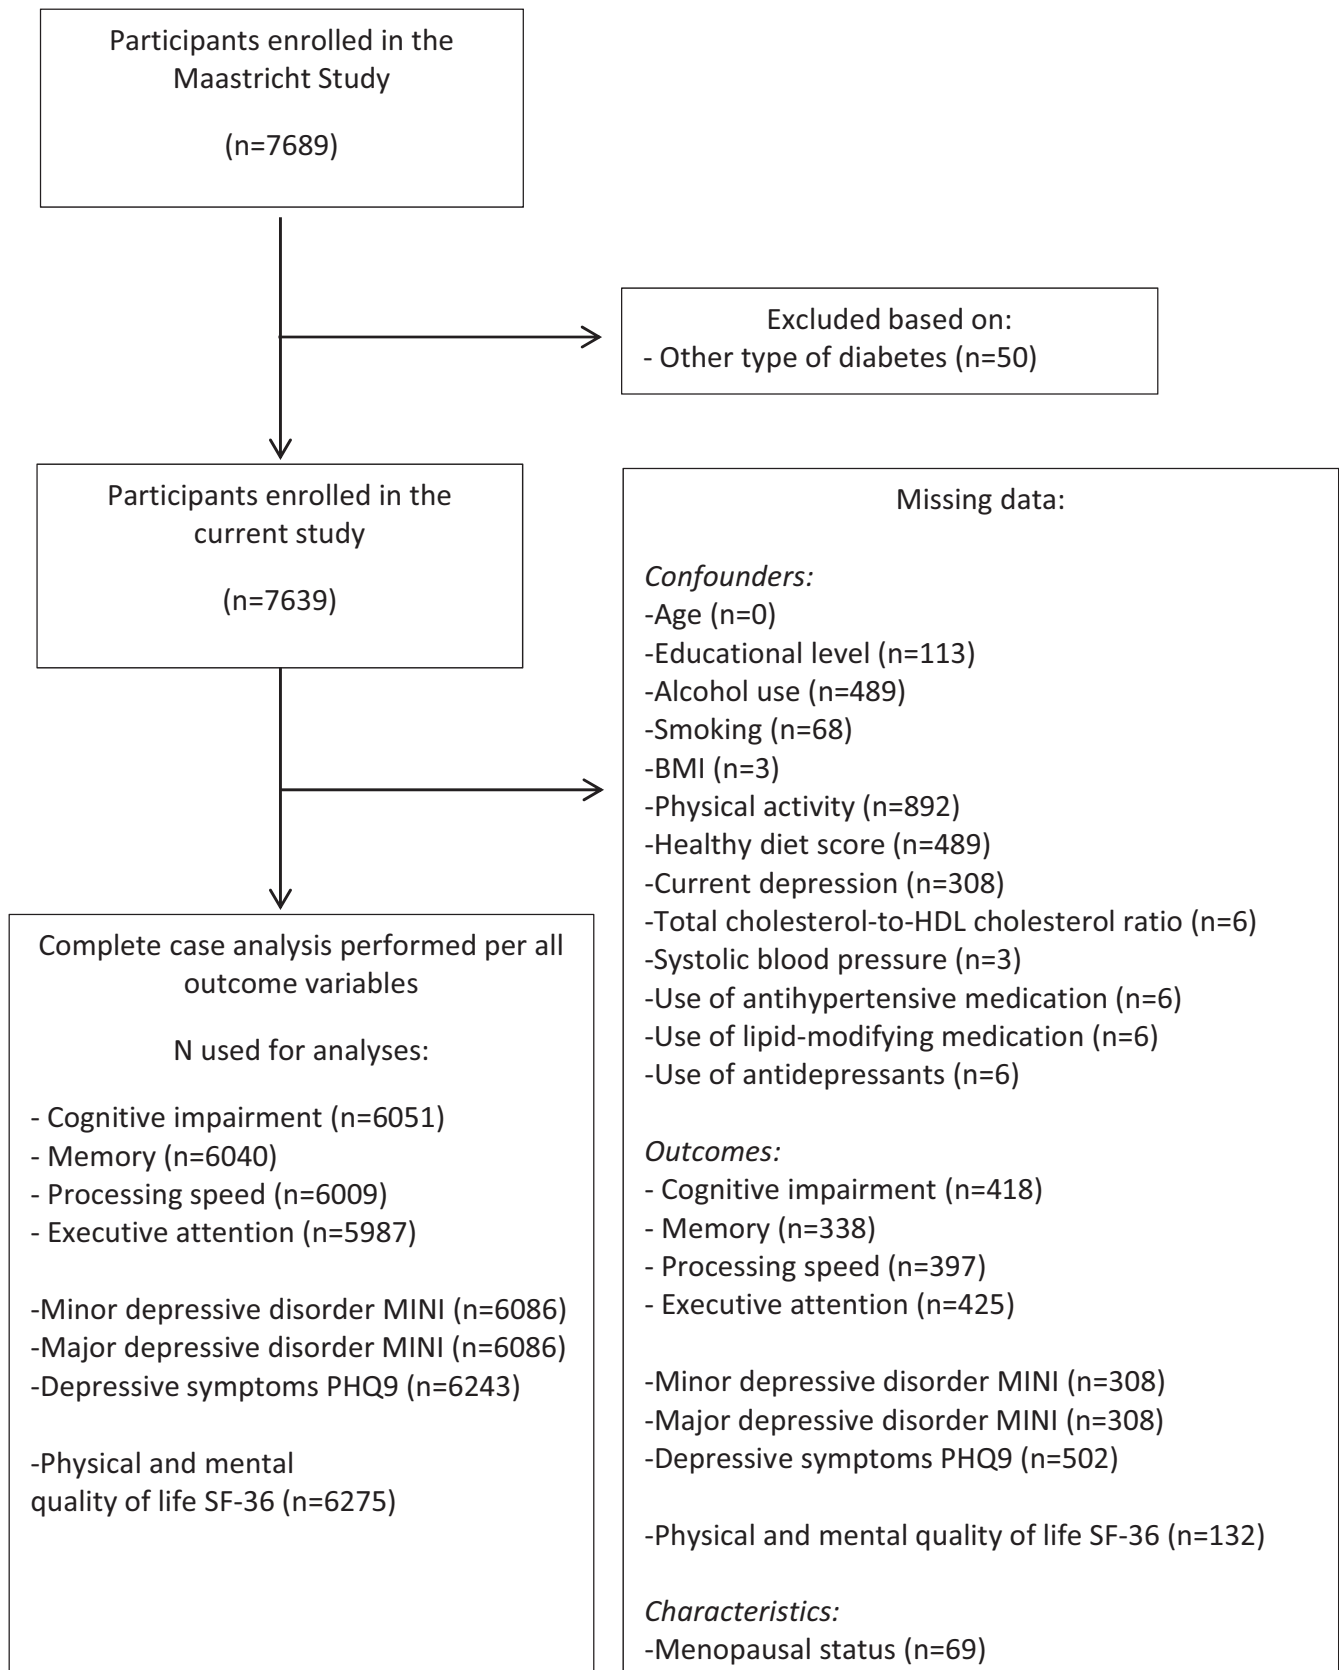 Participants enrolled in the
Maastricht Study
(n=7689)
Excluded based on:
- Other type of diabetes (n=50)
Participants enrolled in the
current study
(n=7639)
Missing data:
Confounders:
-Age (n=0)
-Educational level (n=113)
-Alcohol use (n=489)
-Smoking (n=68)
-BMI (n=3)
-Physical activity (n=892)
-Healthy diet score (n=489)
-Current depression (n=308)
-Total cholesterol-to-HDL cholesterol ratio (n=6)
-Systolic blood pressure (n=3)
-Use of antihypertensive medication (n=6)
-Use of lipid-modifying medication (n=6)
-Use of antidepressants (n=6)
Outcomes:
- Cognitive impairment (n=418)
- Memory (n=338)
- Processing speed (n=397)
- Executive attention (n=425)
-Minor depressive disorder MINI (n=308)
-Major depressive disorder MINI (n=308)
-Depressive symptoms PHQ9 (n=502)
-Physical and mental quality of life SF-36 (n=132)
Characteristics:
-Menopausal status (n=69)
Complete case analysis performed per all
outcome variables
N used for analyses:
- Cognitive impairment (n=6051)
- Memory (n=6040)
- Processing speed (n=6009)
- Executive attention (n=5987)
-Minor depressive disorder MINI (n=6086)
-Major depressive disorder MINI (n=6086)
-Depressive symptoms PHQ9 (n=6243)
-Physical and mental
quality of life SF-36 (n=6275)